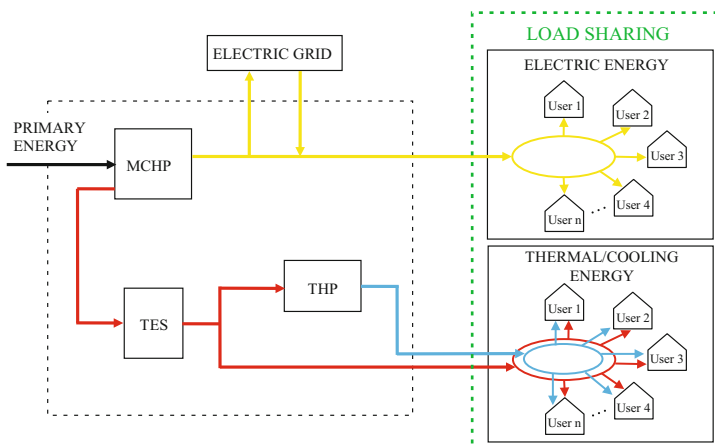 LOAD SHARING
ELECTRIC GRID
ELECTRIC ENERGY
User 1
User 2
User 3
User 4
...
User n
PRIMARY
ENERGY
MCHP
THERMAL/COOLING
ENERGY
THP
TES
User 1
User 2
User 3
User 4
...
User n